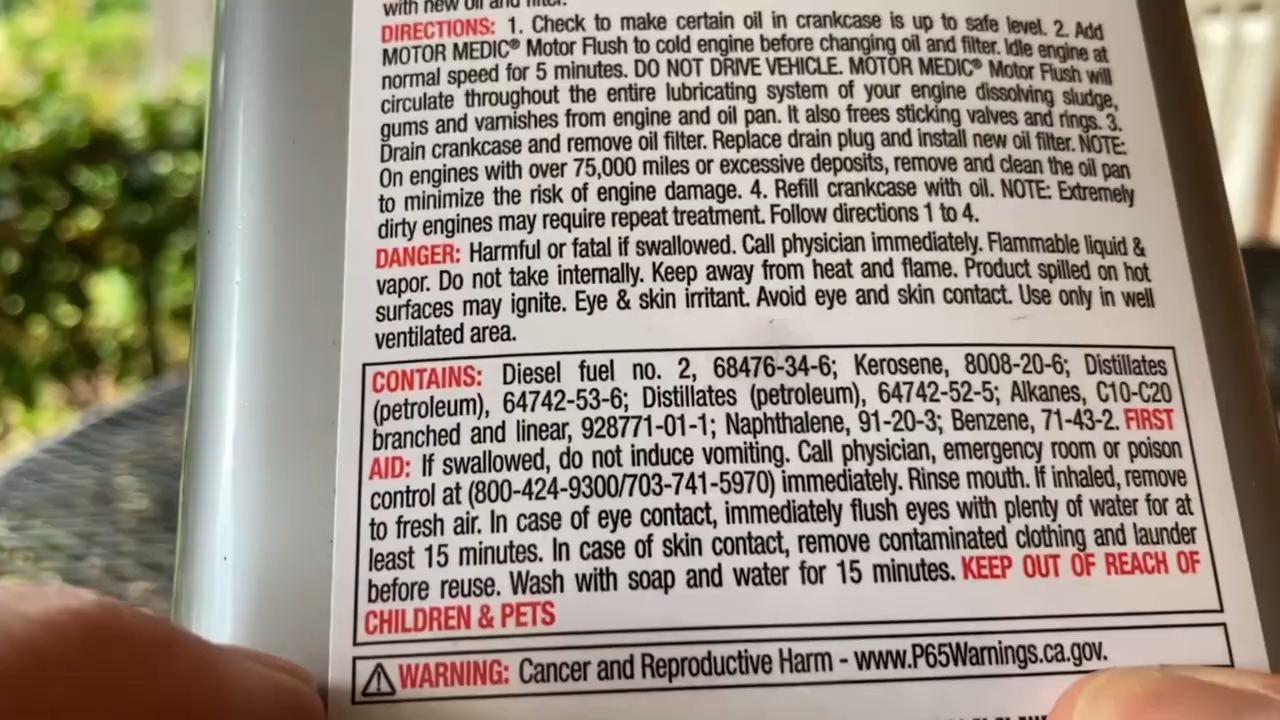 with new oil and filter.
DIRECTIONS: 1. Check to make certain oil in crankcase is up to safe level. 2. Add
MOTOR MEDIC® Motor Flush to cold engine before changing oil and filter. Idle engine at
normal speed for 5 minutes. DO NOT DRIVE VEHICLE. MOTOR MEDIC® Motor Flush will
circulate throughout the entire lubricating system of your engine dissolving sludge,
gums and varnishes from engine and oil pan. It also frees sticking valves and rings. 3.
Drain crankcase and remove oil filter. Replace drain plug and install new oil filter. NOTE:
On engines with over 75,000 miles or excessive deposits, remove and clean the oil pan
to minimize the risk of engine damage. 4. Refill crankcase with oil. NOTE: Extremely
dirty engines may require repeat treatment. Follow directions 1 to 4.
DANGER: Harmful or fatal if swallowed. Call physician immediately. Flammable liquid &
vapor. Do not take internally. Keep away from heat and flame. Product spilled on hot
surfaces may ignite. Eye & skin irritant. Avoid eye and skin contact. Use only in well
ventilated area.
CONTAINS: Diesel fuel no. 2, 68476-34-6; Kerosene, 8008-20-6; Distillates
(petroleum), 64742-53-6; Distillates (petroleum), 64742-52-5; Alkanes, C10-C20
branched and linear, 928771-01-1; Naphthalene, 91-20-3; Benzene, 71-43-2. FIRST
AID: If swallowed, do not induce vomiting. Call physician, emergency room or poison
control at (800-424-9300/703-741-5970) immediately. Rinse mouth. If inhaled, remove
to fresh air. In case of eye contact, immediately flush eyes with plenty of water for at
least 15 minutes. In case of skin contact, remove contaminated clothing and launder
before reuse. Wash with soap and water for 15 minutes. KEEP OUT OF REACH OF
CHILDREN & PETS
WARNING: Cancer and Reproductive Harm - www.P65Warnings.ca.gov.